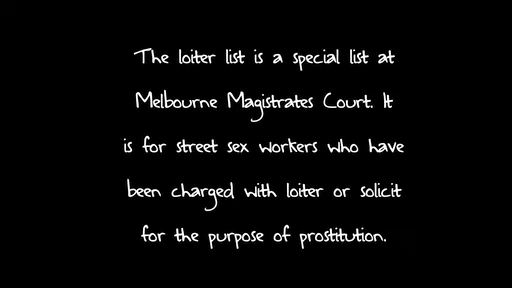 The loiter list is a special list at
Melbourne Magistrates Court. It
is for street sex workers who have
been charged with loiter or solicit
for the purpose of prostitution.